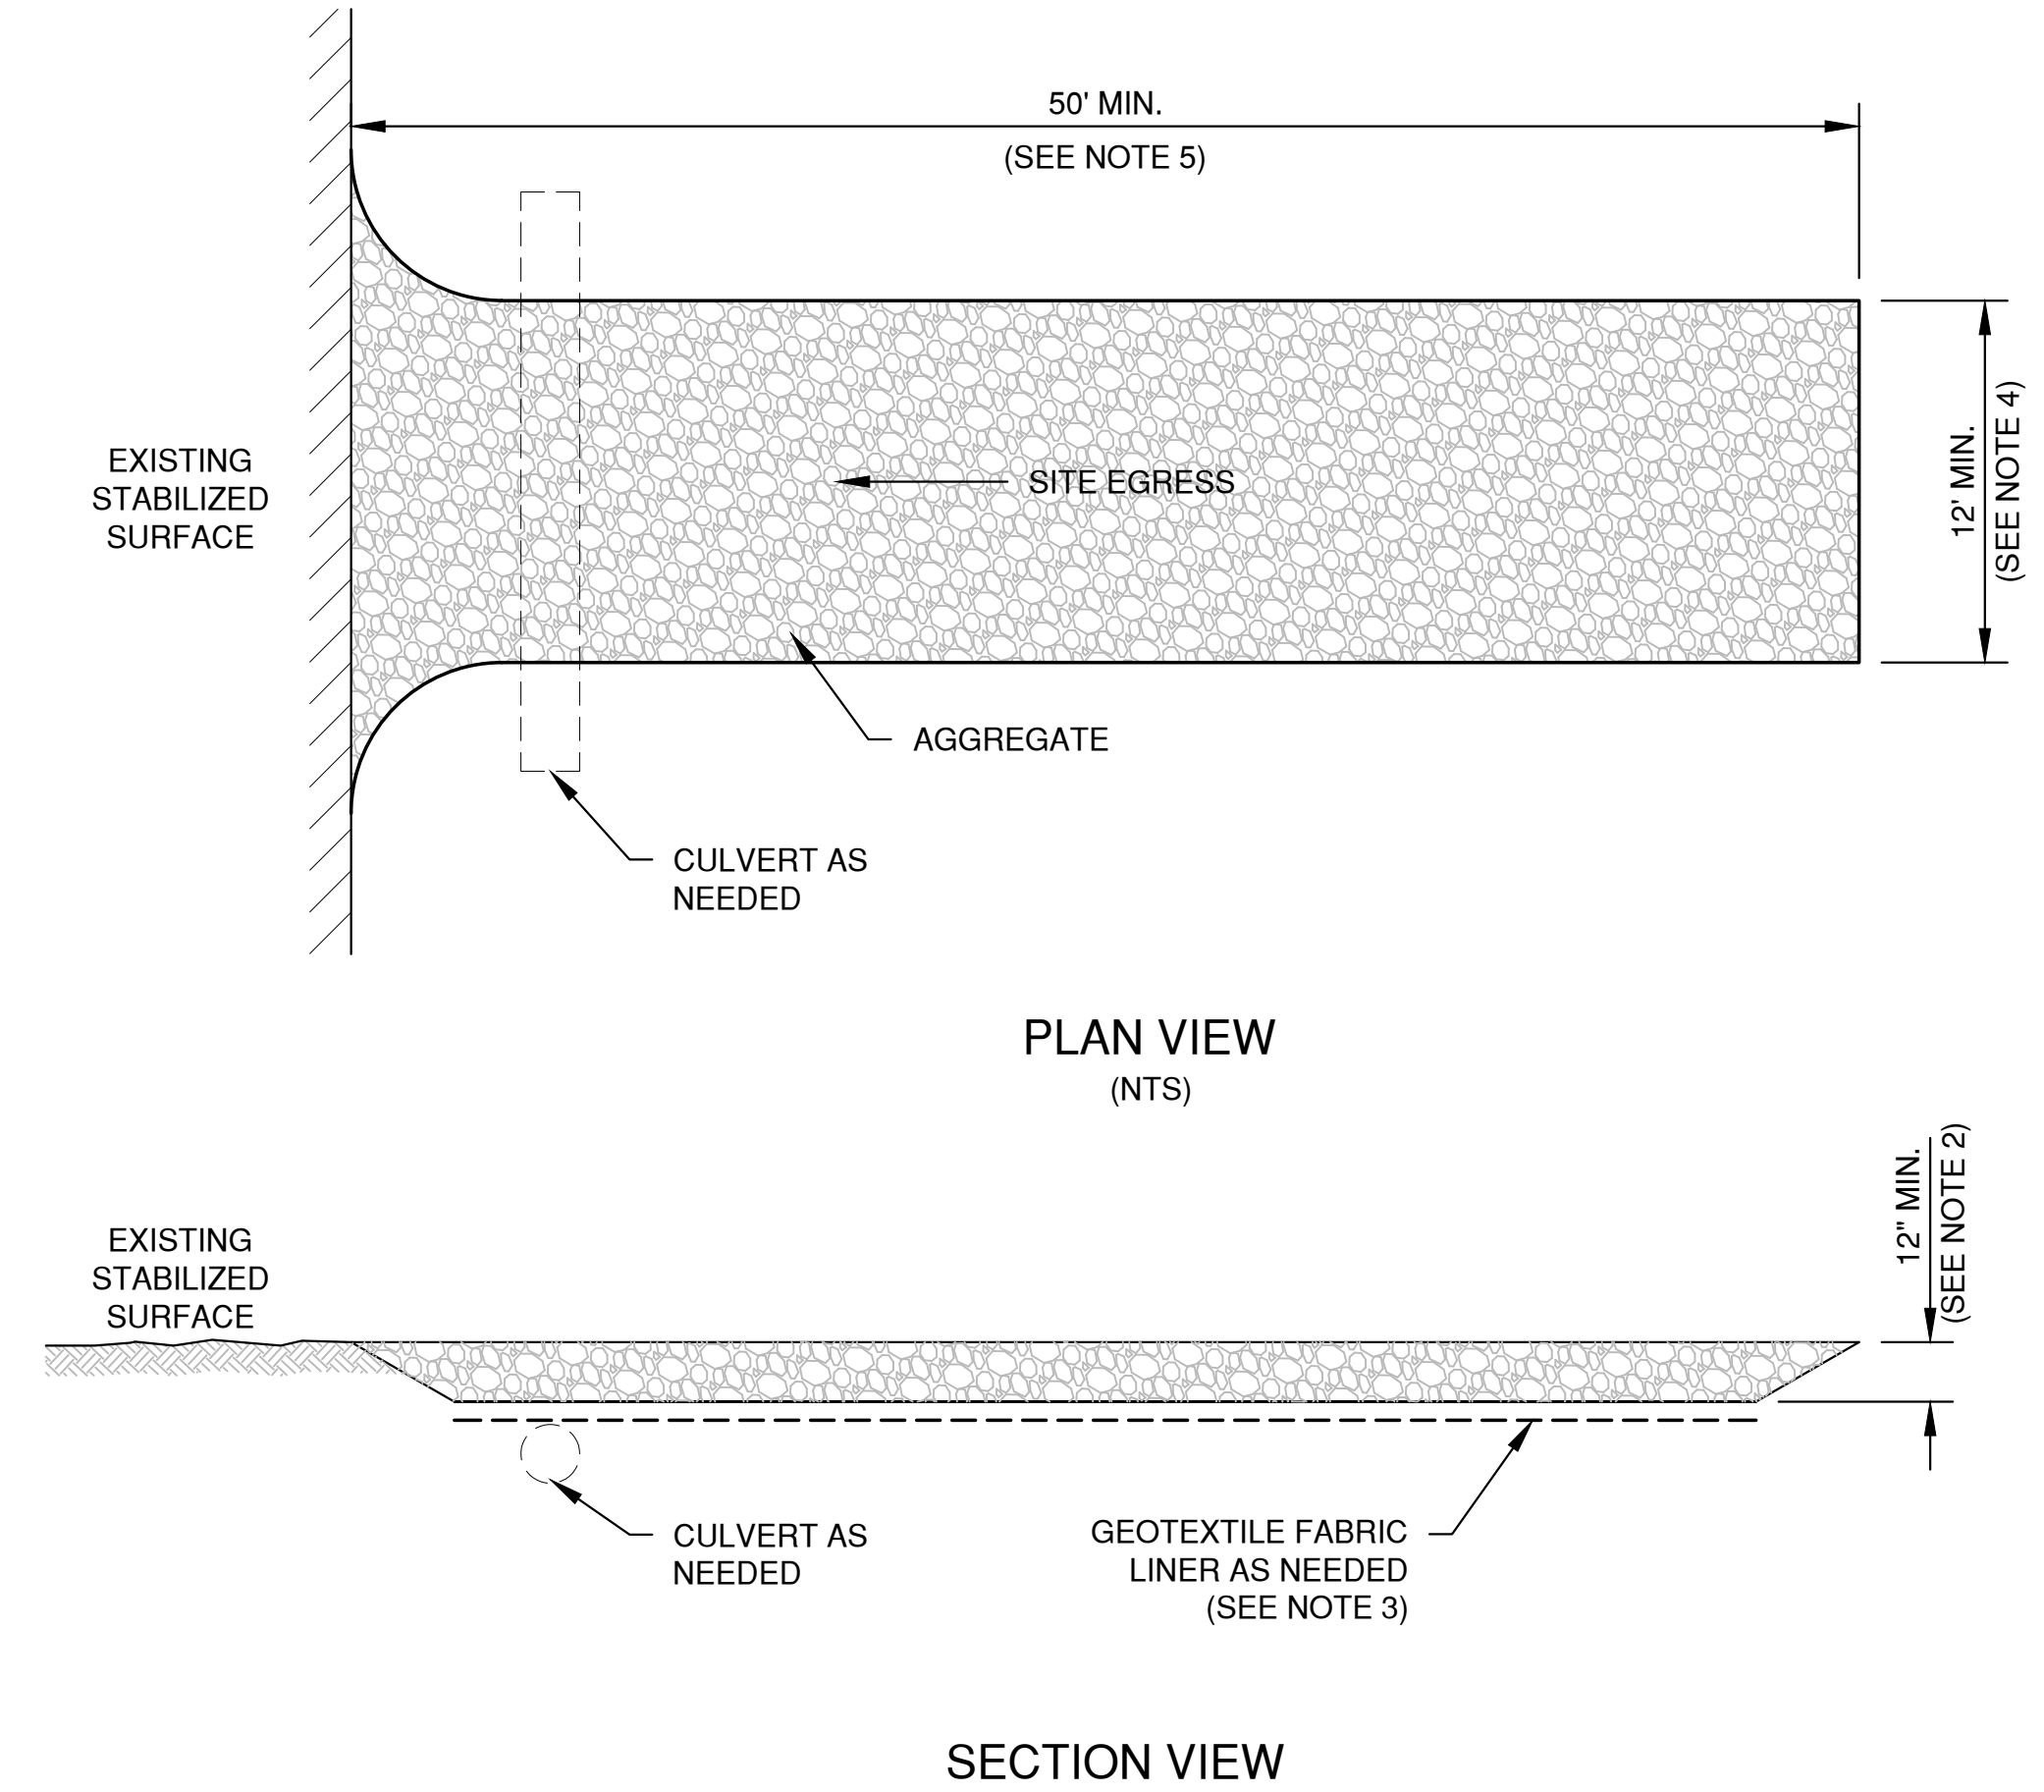 50' MIN.
(SEE NOTE 5)
EXISTING
STABILIZED
SURFACE
SITE EGRESS
12' MIN.
(SEE NOTE 4)
AGGREGATE
CULVERT AS
NEEDED
PLAN VIEW
(NTS)
12" MIN.
(SEE NOTE 2)
EXISTING
STABILIZED
SURFACE
CULVERT AS
NEEDED
GEOTEXTILE FABRIC
LINER AS NEEDED
(SEE NOTE 3)
SECTION VIEW